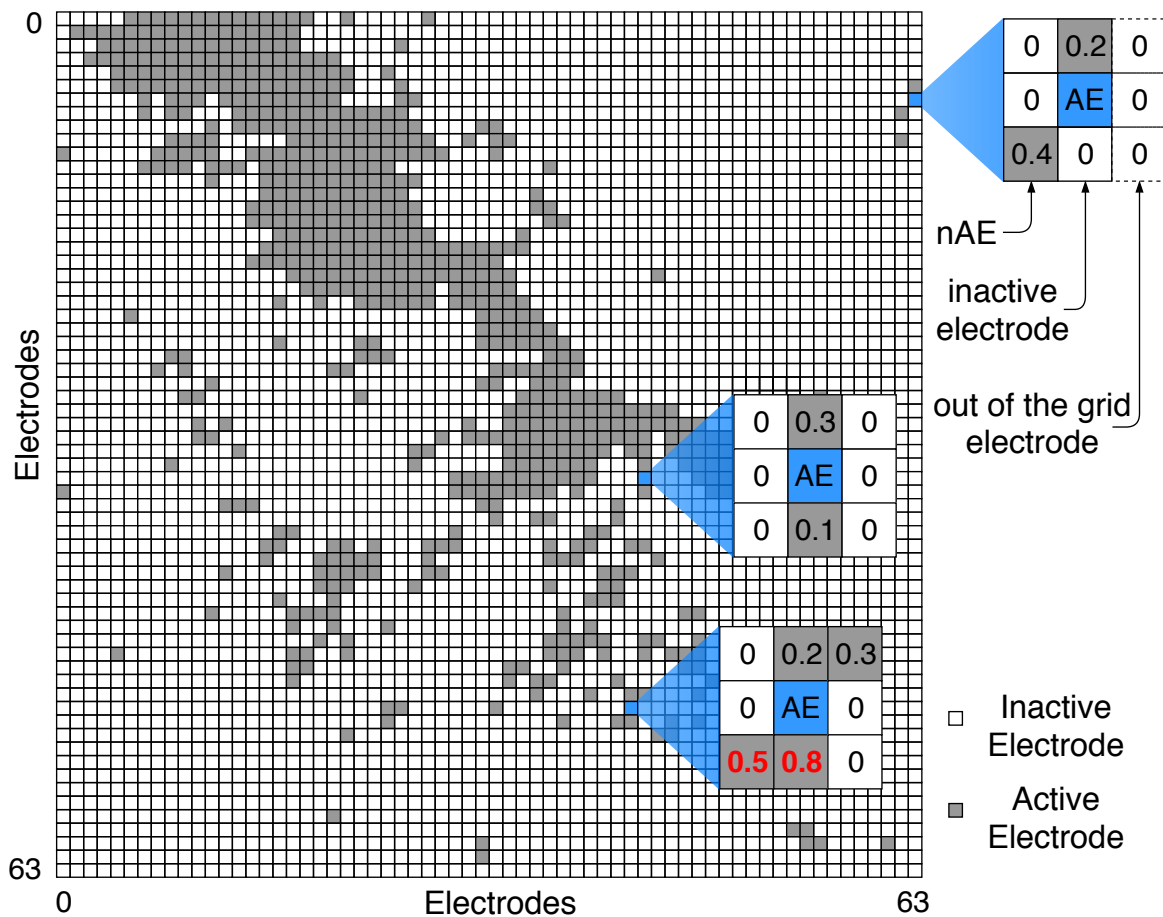 0
0 0.2 0
0 AE 0
0.4 0 0
nAE
inactive
electrode
out of the grid
electrode
Electrodes
0 0.3 0
0 AE 0
0 0.1 0
0 0.2 0.3
0 AE 0
0.5 0.8 0
Inactive
Electrode
Active
Electrode
63
0 Electrodes 63